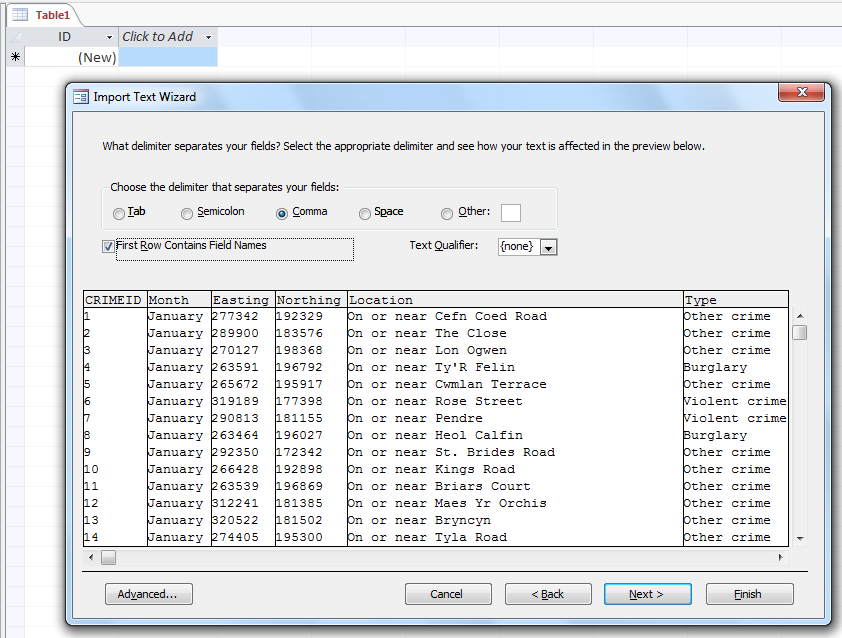 Table1
ID Click to Add
(New)
Import Text Wizard
What delimiter separates your fields? Select the appropriate delimiter and see how your text is affected in the preview below.
Choose the delimiter that separates your fields:
Tab Semicolon Comma Space Other:
First Row Contains Field Names Text Qualifier: {none}
CRIMEID Month Easting Northing Location Type
1 January 277342 192329 On or near Cefn Coed Road Other crime
2 January 289900 183576 On or near The Close Other crime
3 January 270127 198368 On or near Lon Ogwen Other crime
4 January 263591 196792 On or near Ty'R Felin Burglary
5 January 265672 195917 On or near Cwmlan Terrace Other crime
6 January 319189 177398 On or near Rose Street Violent crime
7 January 290813 181155 On or near Pendre Violent crime
8 January 263464 196027 On or near Heol Calfin Burglary
9 January 292350 172342 On or near St. Brides Road Other crime
10 January 266428 192898 On or near Kings Road Other crime
11 January 263539 196869 On or near Briars Court Other crime
12 January 312241 181385 On or near Maes Yr Orchis Other crime
13 January 320522 181502 On or near Bryncyn Other crime
14 January 274405 195300 On or near Tyla Road Other crime
Advanced... Cancel < Back Next > Finish